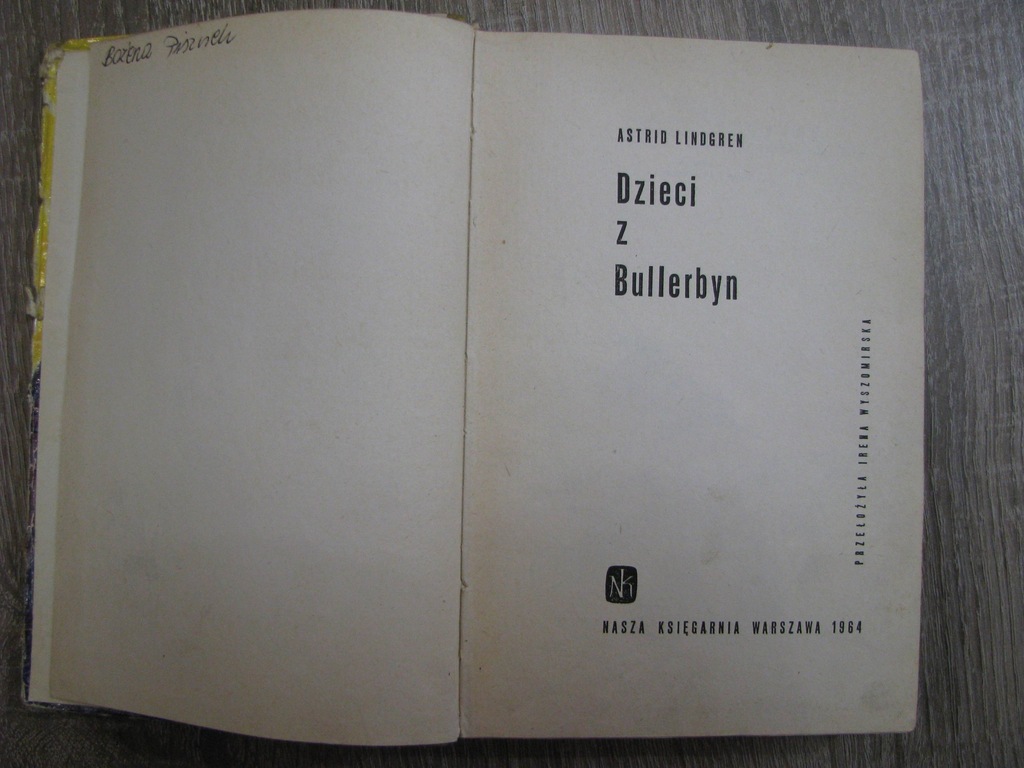 Bożena
ASTRID LINDGREN
Dzieci
z
Bullerbyn
PRZEŁOŻYŁA IRENA WYSZOMIRSKA
NK
NASZA KSIĘGARNIA WARSZAWA 1964